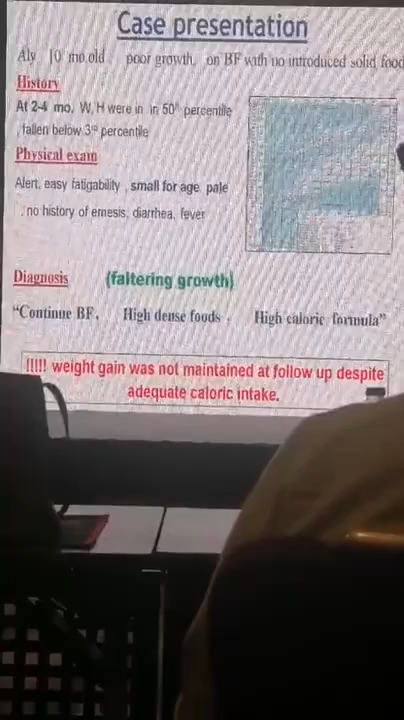 Case presentation
Aly 10 mo.old poor growth, on BF with no introduced solid food
History
At 2-4 mo, W, H were in in 50th percentile
, fallen below 3rd percentile
Physical exam
Alert, easy fatigability , small for age, pale
, no history of emesis, diarrhea, fever
Diagnosis (faltering growth)
“Continue BF, High dense foods , High caloric formula”
!!!!! weight gain was not maintained at follow up despite
adequate caloric intake.